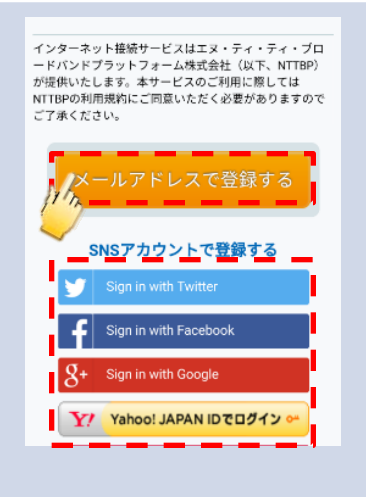 インターネット接続サービスはエヌ・ティ・ティ・ブロ
ードバンドプラットフォーム株式会社（以下、NTTBP）
が提供いたします。本サービスのご利用に際しては
NTTBPの利用規約にご同意いただく必要がありますので
ご了承ください。
メールアドレスで登録する
SNSアカウントで登録する
Sign in with Twitter
f Sign in with Facebook
g+ Sign in with Google
Y! Yahoo! JAPAN IDでログイン